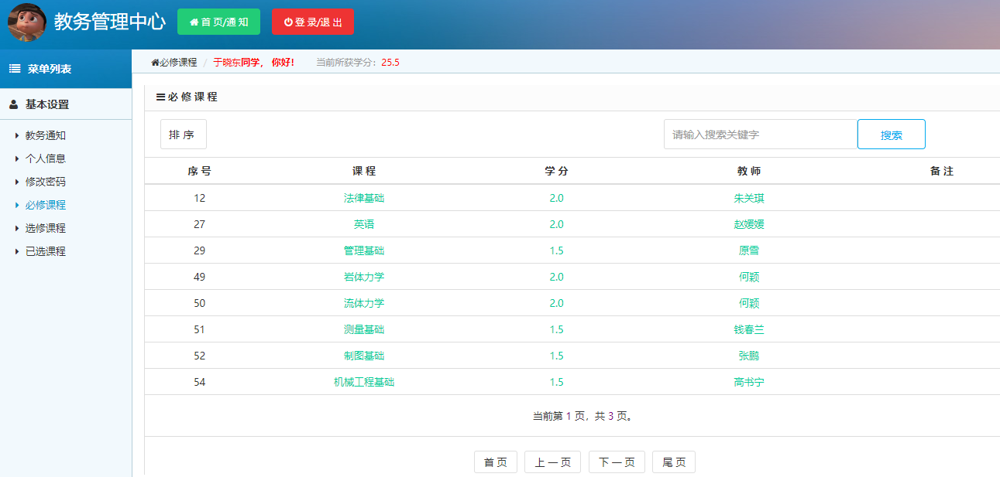 教务管理中心 首 页/通 知 登 录/退 出
菜单列表
必修课程 / 于晓东同学， 你好! 当前所获学分：25.5
基本设置
教务通知
个人信息
修改密码
必修课程
选修课程
已选课程
必 修 课 程
排 序 请输入搜索关键字 搜索
序 号 课 程 学 分 教 师 备 注
12 法律基础 2.0 朱关琪
27 英语 2.0 赵媛媛
29 管理基础 1.5 原雪
49 岩体力学 2.0 何颖
50 流体力学 2.0 何颖
51 测量基础 1.5 钱春兰
52 制图基础 1.5 张鹏
54 机械工程基础 1.5 高书宁
当前第 1 页，共 3 页。
首 页 上 一 页 下 一 页 尾 页